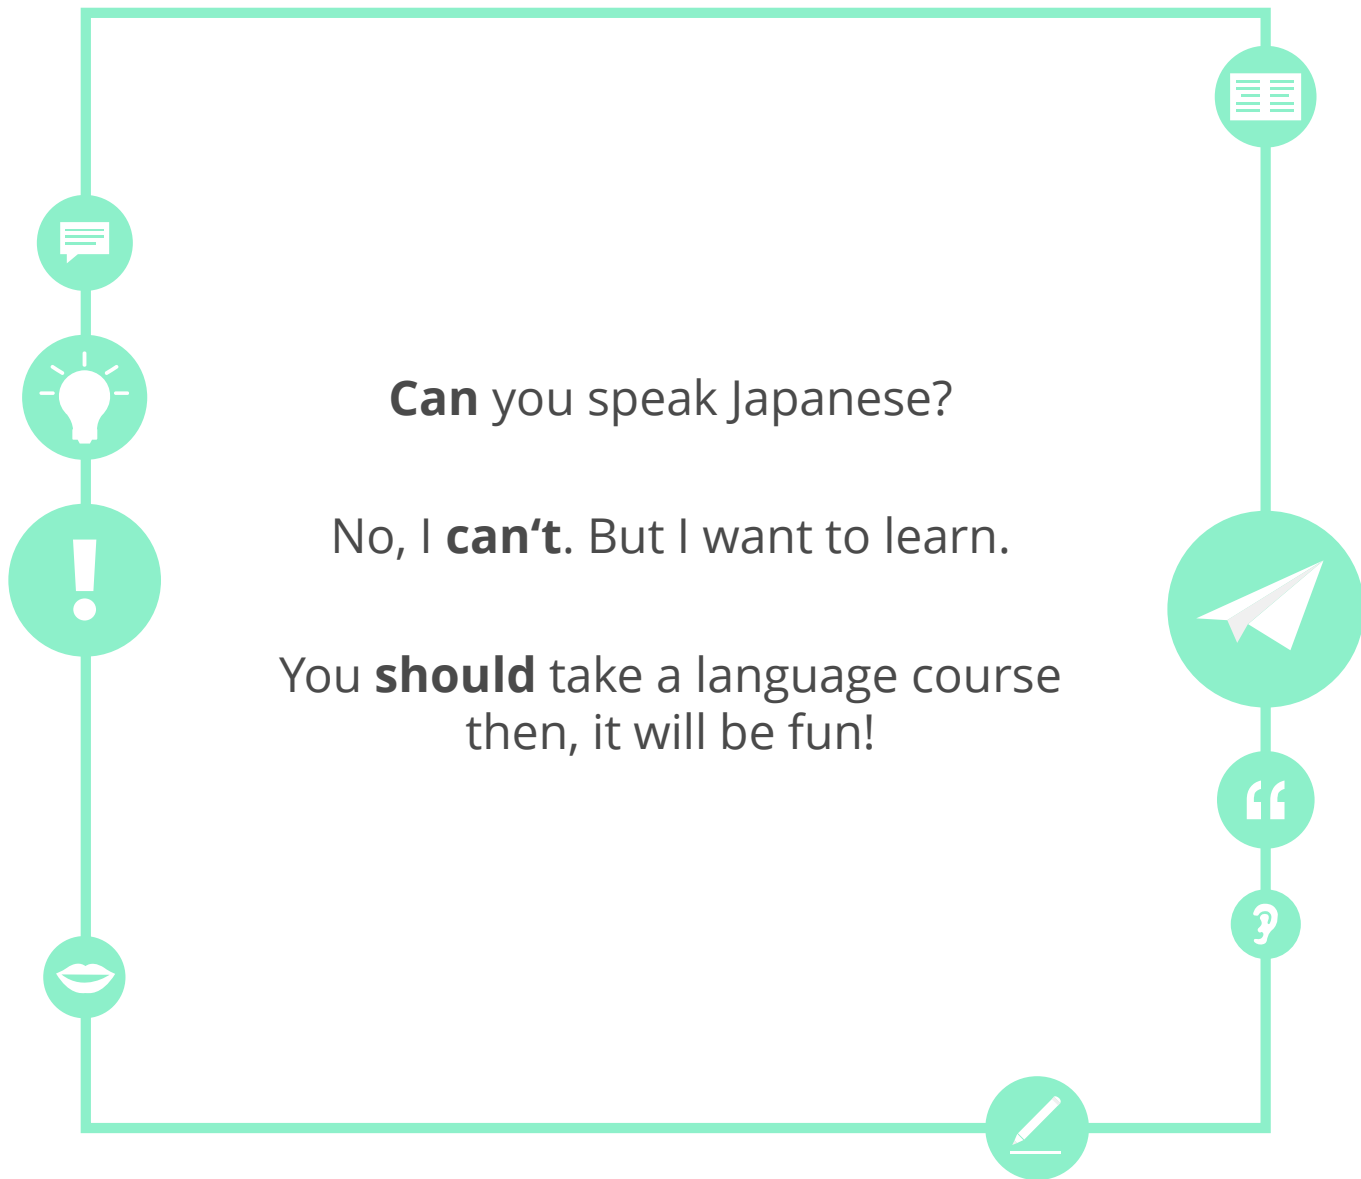 Can you speak Japanese?
No, I can‘t. But I want to learn.
You should take a language course
then, it will be fun!